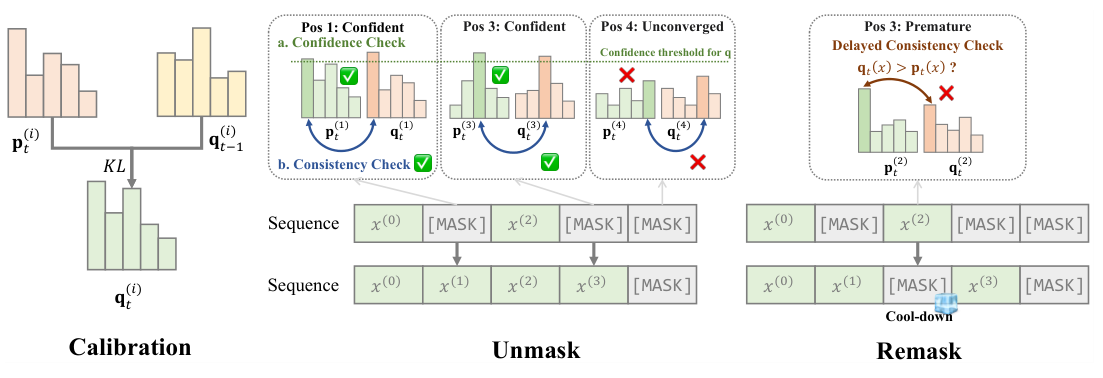 p_t^{(i)}
q_{t-1}^{(i)}
KL
q_t^{(i)}
Calibration
Pos 1: Confident
a. Confidence Check
p_t^{(1)}
q_t^{(1)}
b. Consistency Check
Pos 3: Confident
p_t^{(3)}
q_t^{(3)}
Pos 4: Unconverged
Confidence threshold for q
p_t^{(4)}
q_t^{(4)}
Sequence x^{(0)} [MASK] x^{(2)} [MASK] [MASK]
Sequence x^{(0)} x^{(1)} x^{(2)} x^{(3)} [MASK]
Unmask
Pos 3: Premature
Delayed Consistency Check
q_t(x) > p_t(x) ?
p_t^{(2)}
q_t^{(2)}
x^{(0)} [MASK] x^{(2)} [MASK] [MASK]
x^{(0)} x^{(1)} [MASK] x^{(3)} [MASK]
Cool-down
Remask